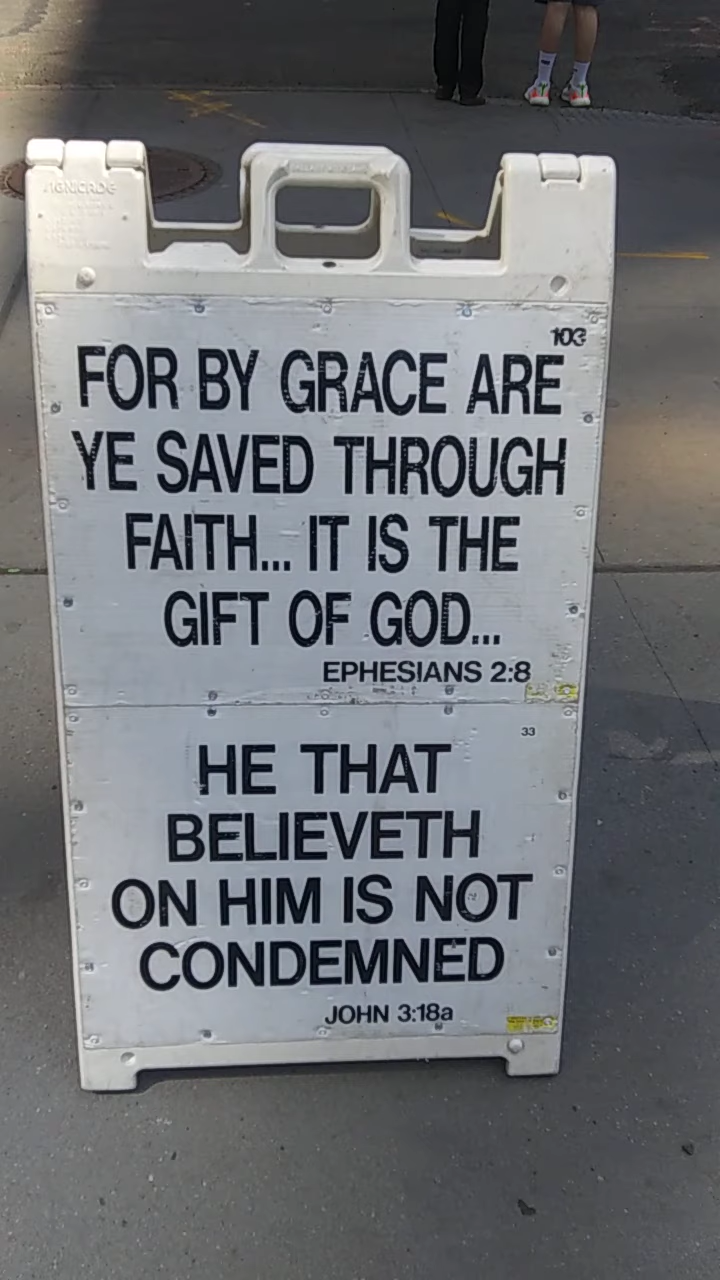 SIGNICADE
103
FOR BY GRACE ARE
YE SAVED THROUGH
FAITH... IT IS THE
GIFT OF GOD...
EPHESIANS 2:8
33
HE THAT
BELIEVETH
ON HIM IS NOT
CONDEMNED
JOHN 3:18a